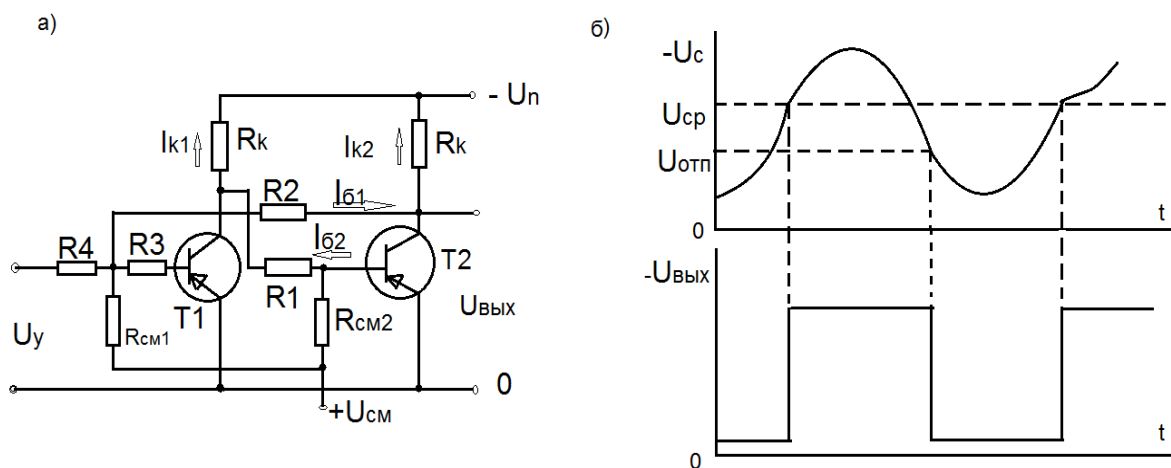 а)
- Uп
Iк1
Rк
Iк2
Rк
R2
Iб1
R4
R3
Iб2
T2
R1
T1
Uвых
Uу
Rсм1
Rсм2
0
+Uсм
б)
-Uс
Uср
Uотп
0
t
-Uвых
0
t